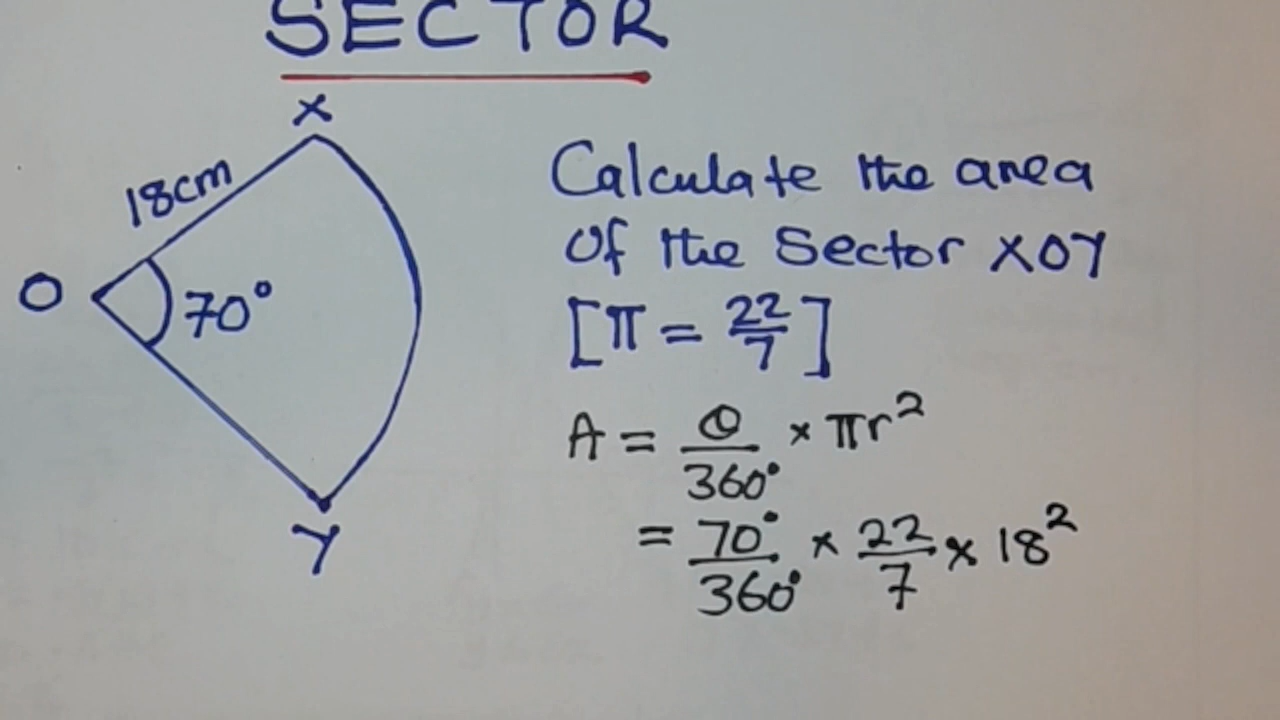 SECTOR
X
18cm
O
70°
Y
Calculate the area
Of the Sector XOY
[π = 22/7]
A = θ/360° × πr²
= 70°/360° × 22/7 × 18²